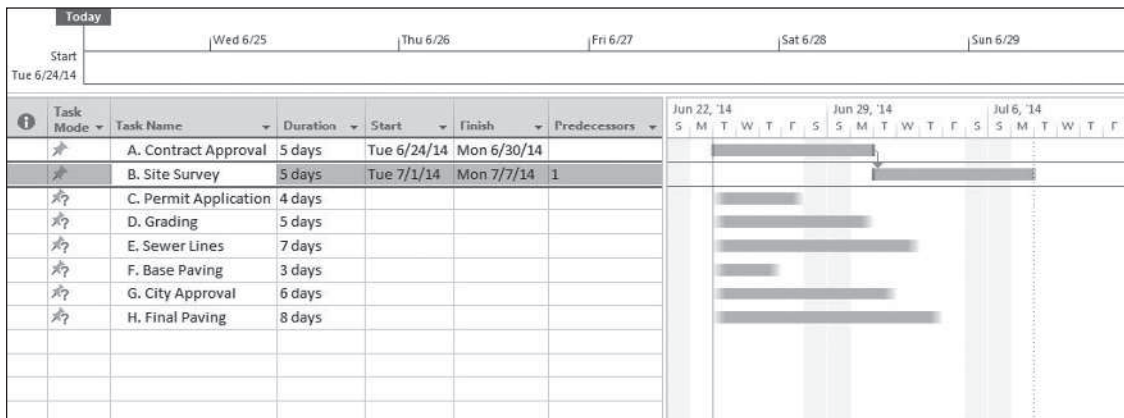 Today
Wed 6/25 Thu 6/26 Fri 6/27 Sat 6/28 Sun 6/29
Start
Tue 6/24/14
Task Mode Task Name Duration Start Finish Predecessors
Jun 22, '14 Jun 29, '14 Jul 6, '14
S M T W T F S S M T W T F S S M T W T F
A. Contract Approval 5 days Tue 6/24/14 Mon 6/30/14
B. Site Survey 5 days Tue 7/1/14 Mon 7/7/14 1
C. Permit Application 4 days
D. Grading 5 days
E. Sewer Lines 7 days
F. Base Paving 3 days
G. City Approval 6 days
H. Final Paving 8 days